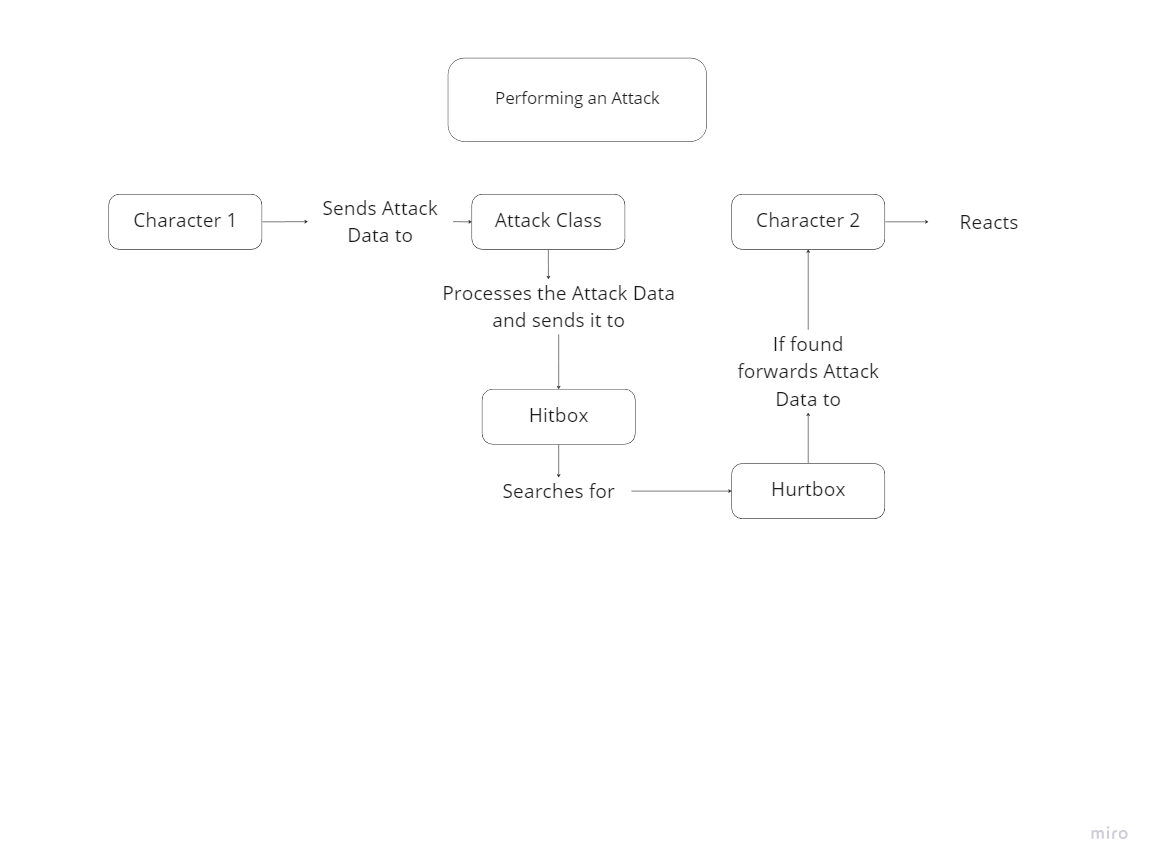 Performing an Attack
Character 1
Sends Attack
Data to
Attack Class
Processes the Attack Data
and sends it to
Hitbox
Searches for
Hurtbox
If found
forwards Attack
Data to
Character 2
Reacts
miro